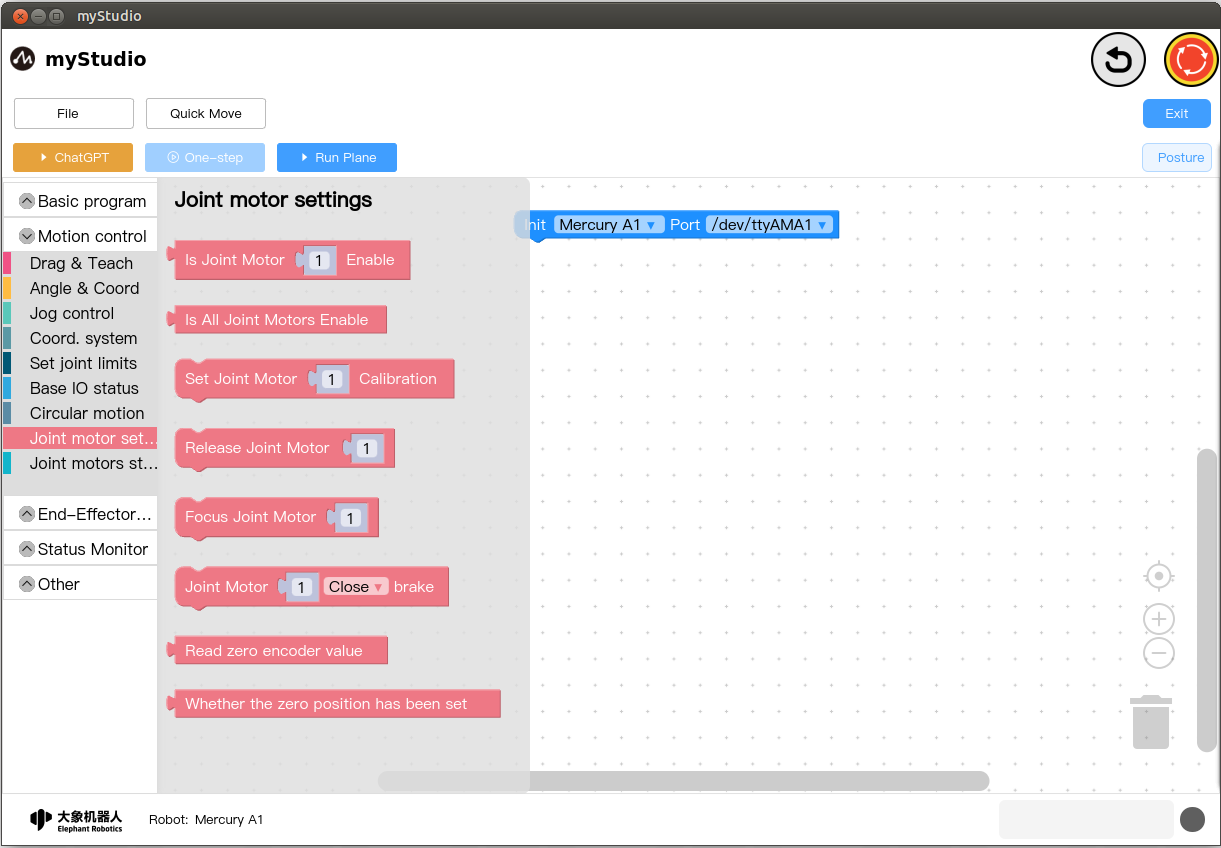 myStudio
myStudio
File
Quick Move
Exit
ChatGPT
One-step
Run Plane
Posture
Basic program
Motion control
Drag & Teach
Angle & Coord
Jog control
Coord. system
Set joint limits
Base IO status
Circular motion
Joint motor set...
Joint motors st...
End-Effector...
Status Monitor
Other
Joint motor settings
Is Joint Motor 1 Enable
Is All Joint Motors Enable
Set Joint Motor 1 Calibration
Release Joint Motor 1
Focus Joint Motor 1
Joint Motor 1 Close brake
Read zero encoder value
Whether the zero position has been set
Init Mercury A1 Port /dev/ttyAMA1
大象机器人
Elephant Robotics
Robot: Mercury A1